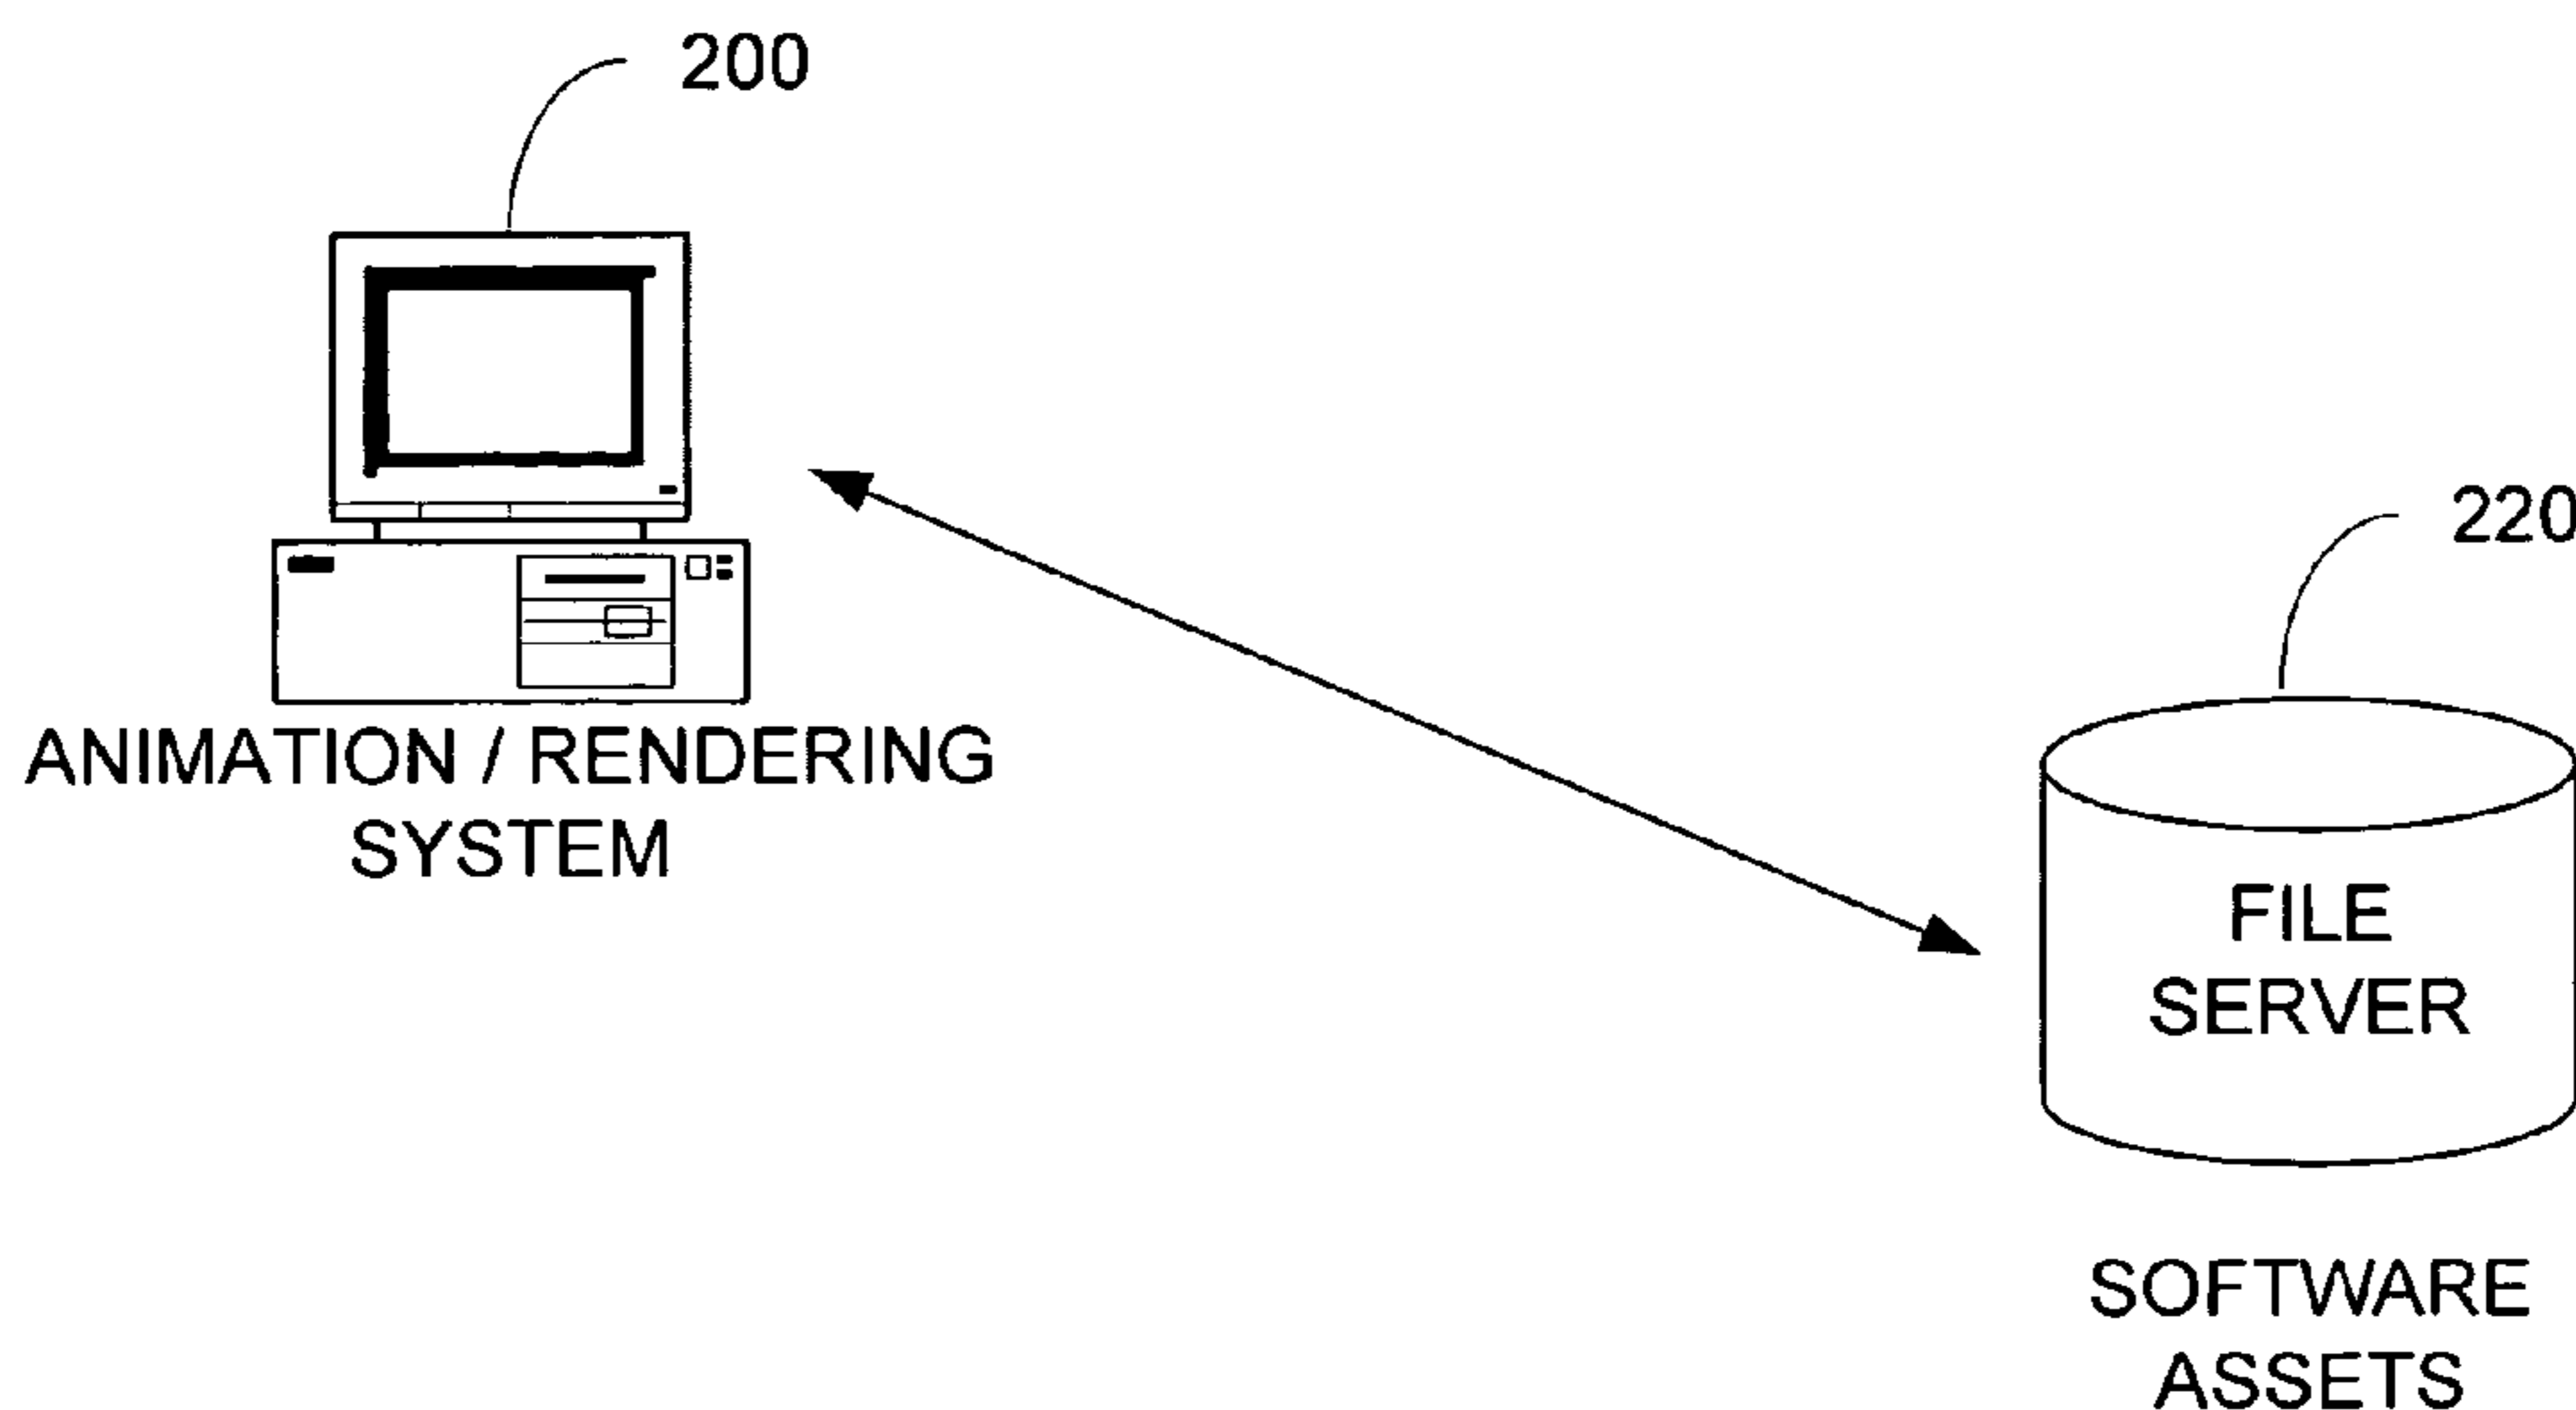 200
ANIMATION / RENDERING
SYSTEM
220
FILE
SERVER
SOFTWARE
ASSETS